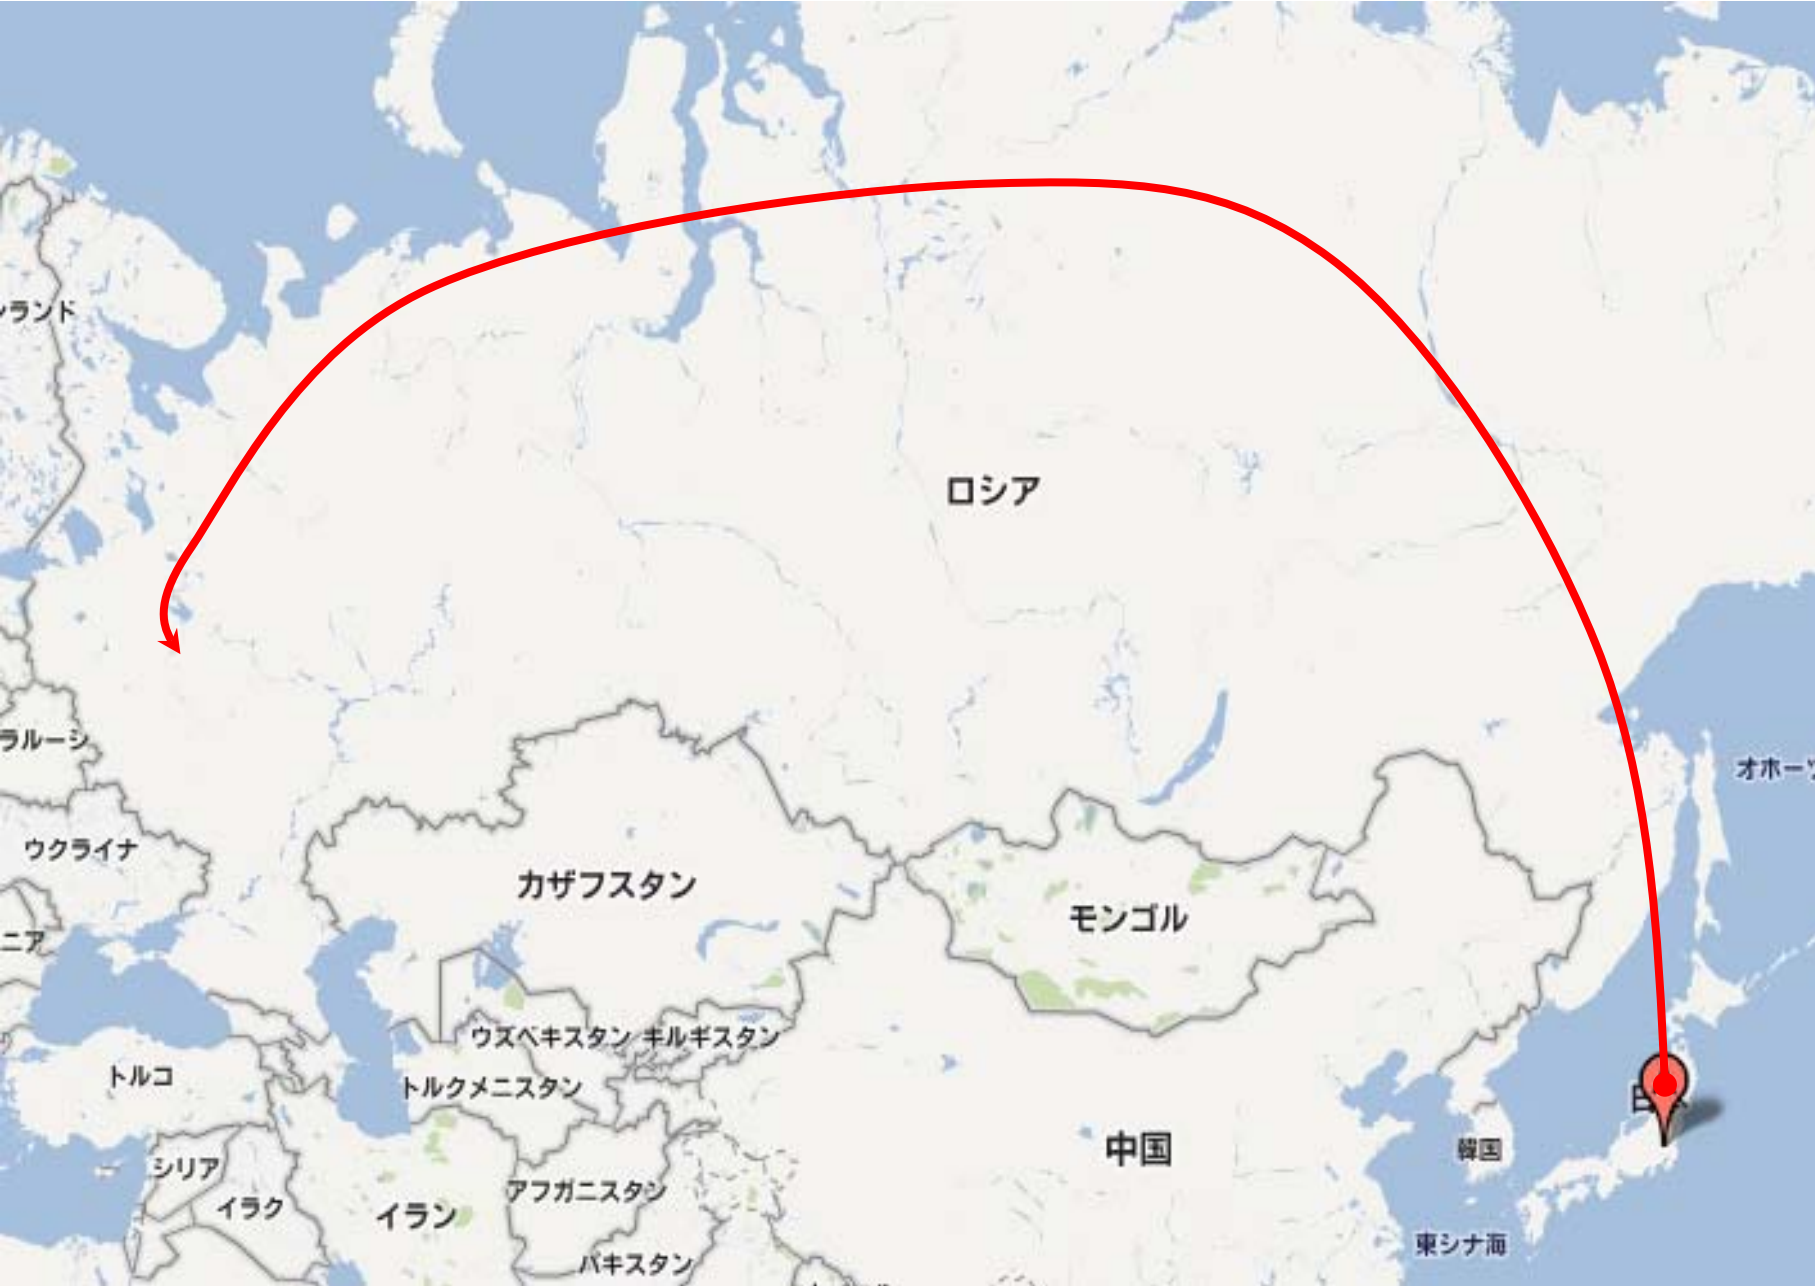 ンランド
ロシア
ラルーシ
オホーツ
ウクライナ
カザフスタン
モンゴル
ニア
ウズベキスタン
キルギスタン
トルコ
トルクメニスタン
中国
韓国
シリア
アフガニスタン
イラク
イラン
東シナ海
パキスタン